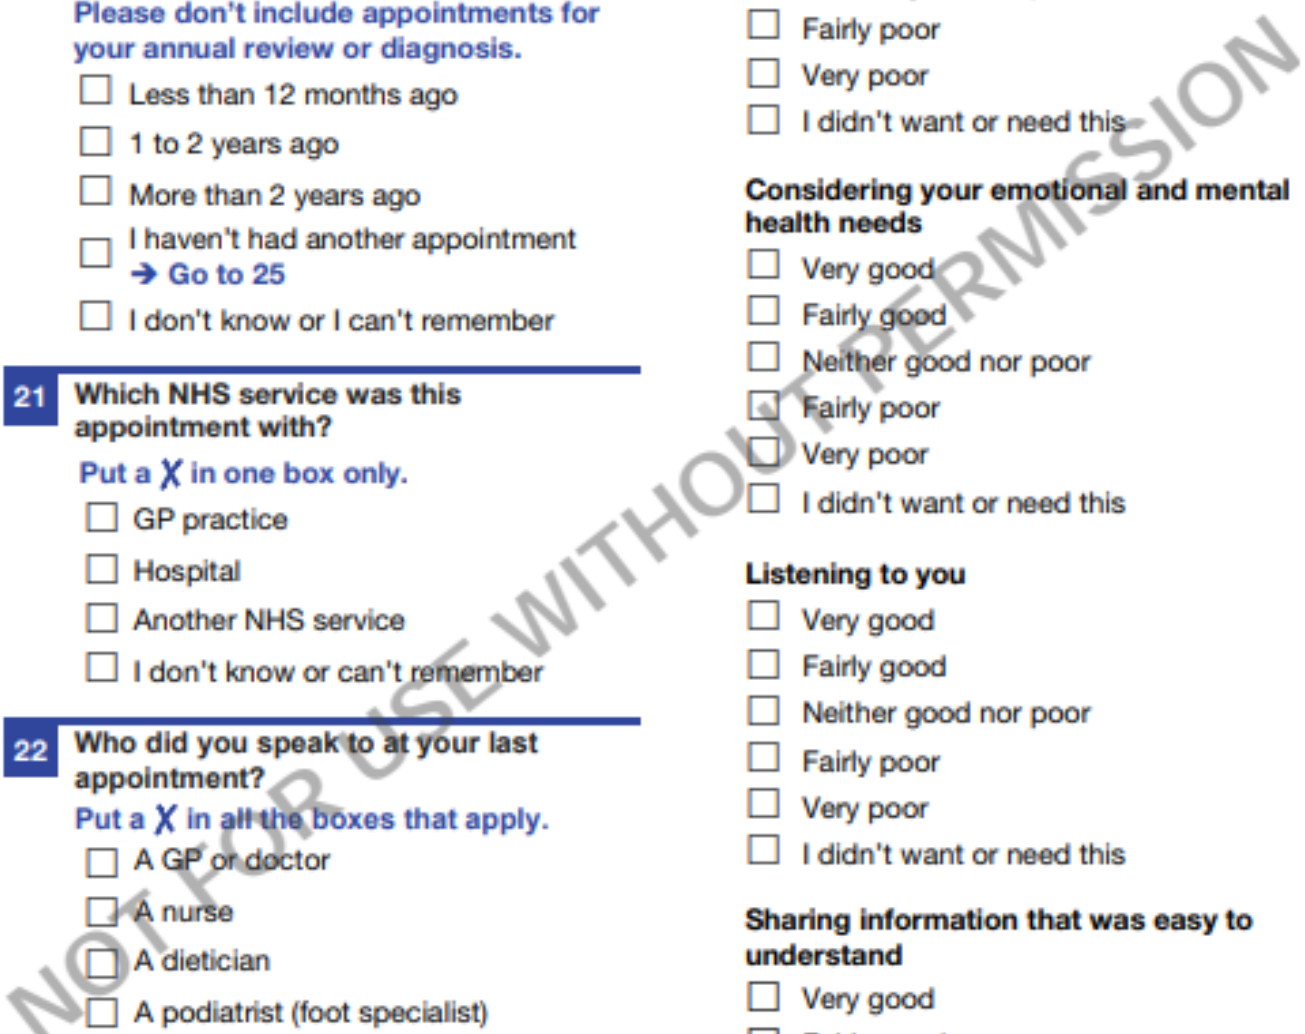 Please don't include appointments for
your annual review or diagnosis.
Less than 12 months ago
1 to 2 years ago
More than 2 years ago
I haven't had another appointment
➔ Go to 25
I don't know or I can't remember
21
Which NHS service was this
appointment with?
Put a X in one box only.
GP practice
Hospital
Another NHS service
I don't know or can't remember
22
Who did you speak to at your last
appointment?
Put a X in all the boxes that apply.
A GP or doctor
A nurse
A dietician
A podiatrist (foot specialist)
Fairly poor
Very poor
I didn't want or need this
Considering your emotional and mental
health needs
Very good
Fairly good
Neither good nor poor
Fairly poor
Very poor
I didn't want or need this
Listening to you
Very good
Fairly good
Neither good nor poor
Fairly poor
Very poor
I didn't want or need this
Sharing information that was easy to
understand
Very good
NOT FOR USE WITHOUT PERMISSION